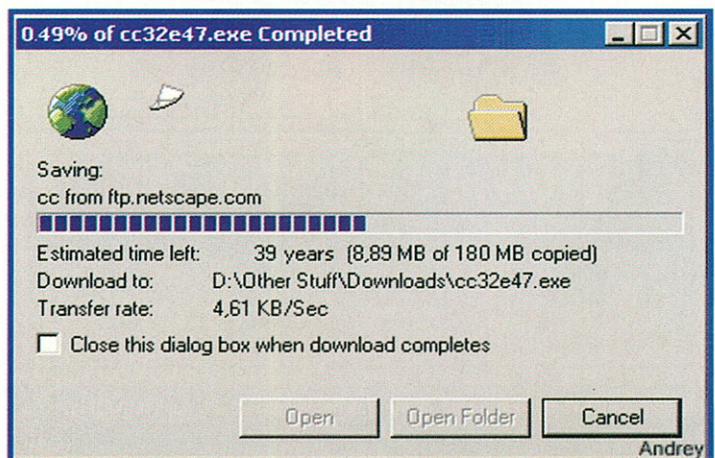 0.49% of cc32e47.exe Completed
Saving:
cc from ftp.netscape.com
Estimated time left: 39 years (8,89 MB of 180 MB copied)
Download to: D:\Other Stuff\Downloads\cc32e47.exe
Transfer rate: 4,61 KB/Sec
Close this dialog box when download completes
Open Open Folder Cancel
Andrey